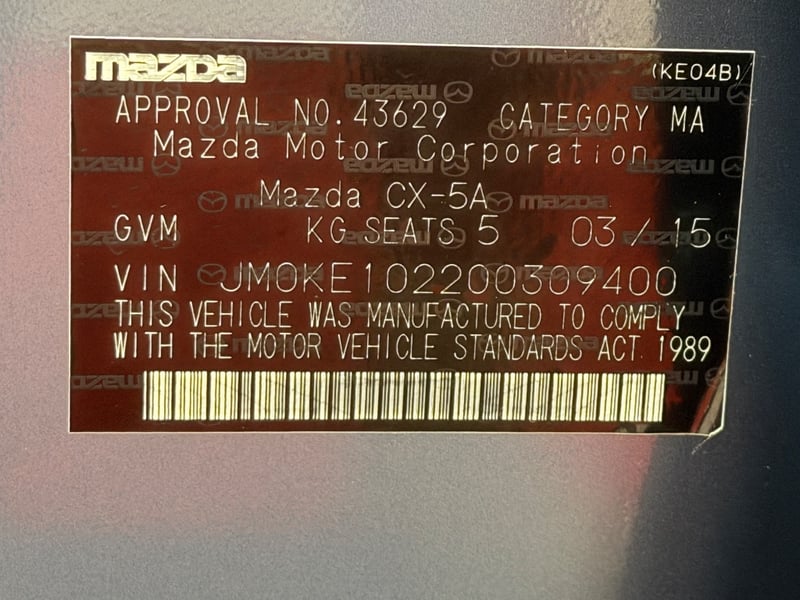 mazda (KE04B)
APPROVAL NO.43629 CATEGORY MA
Mazda Motor Corporation
Mazda CX-5A
GVM KG SEATS 5 03/15
VIN JM0KE102200309400
THIS VEHICLE WAS MANUFACTURED TO COMPLY
WITH THE MOTOR VEHICLE STANDARDS ACT 1989